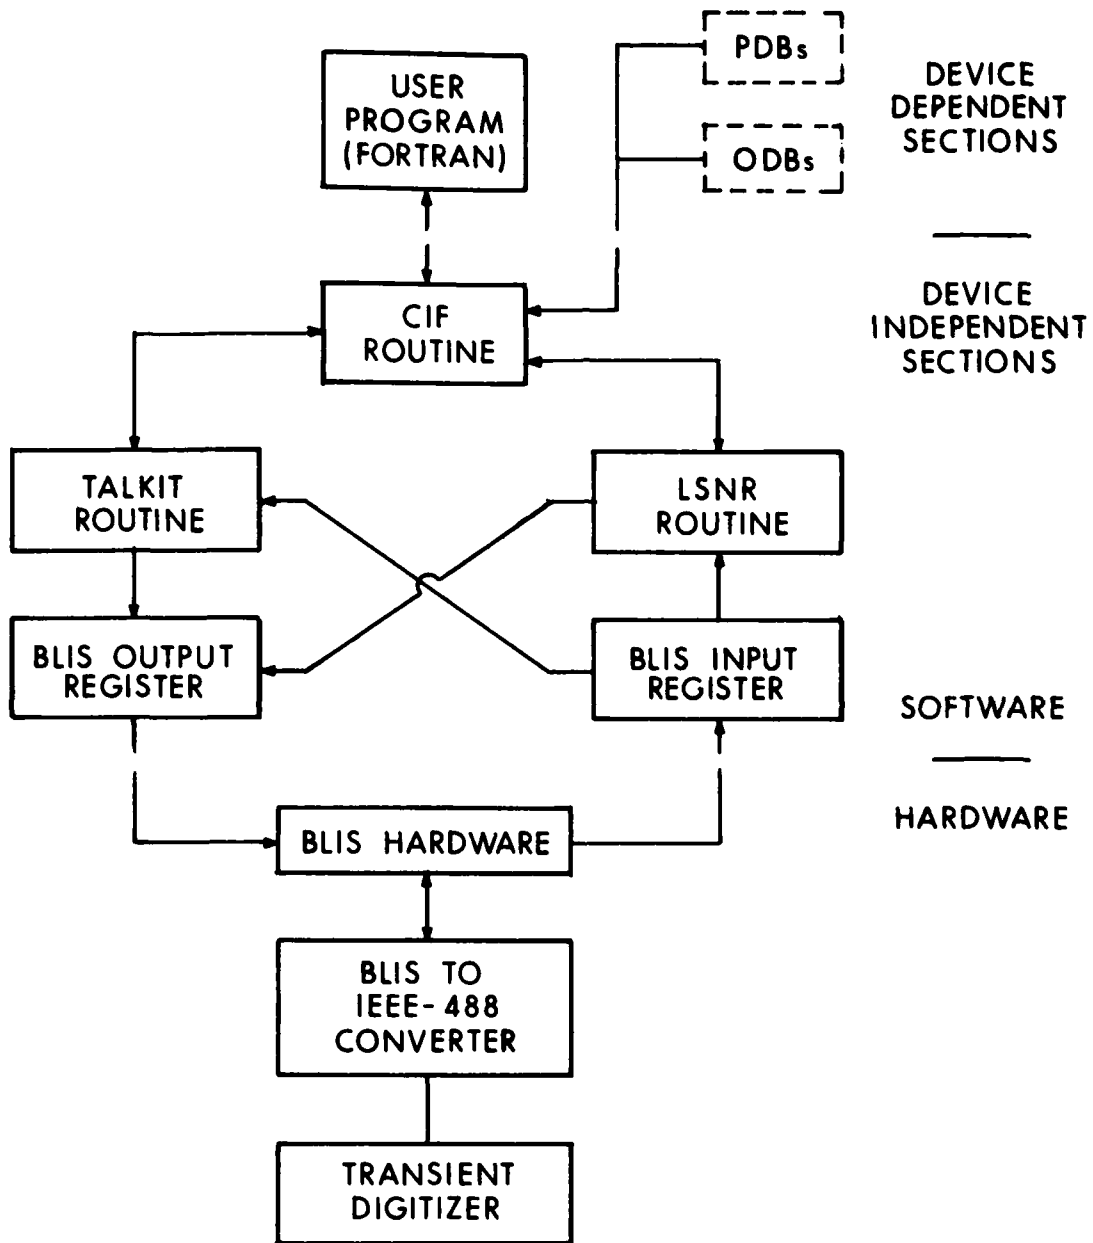 USER
PROGRAM
(FORTRAN)
PDBs
ODBs
DEVICE
DEPENDENT
SECTIONS
CIF
ROUTINE
DEVICE
INDEPENDENT
SECTIONS
TALKIT
ROUTINE
LSNR
ROUTINE
BLIS OUTPUT
REGISTER
BLIS INPUT
REGISTER
SOFTWARE
HARDWARE
BLIS HARDWARE
BLIS TO
IEEE-488
CONVERTER
TRANSIENT
DIGITIZER